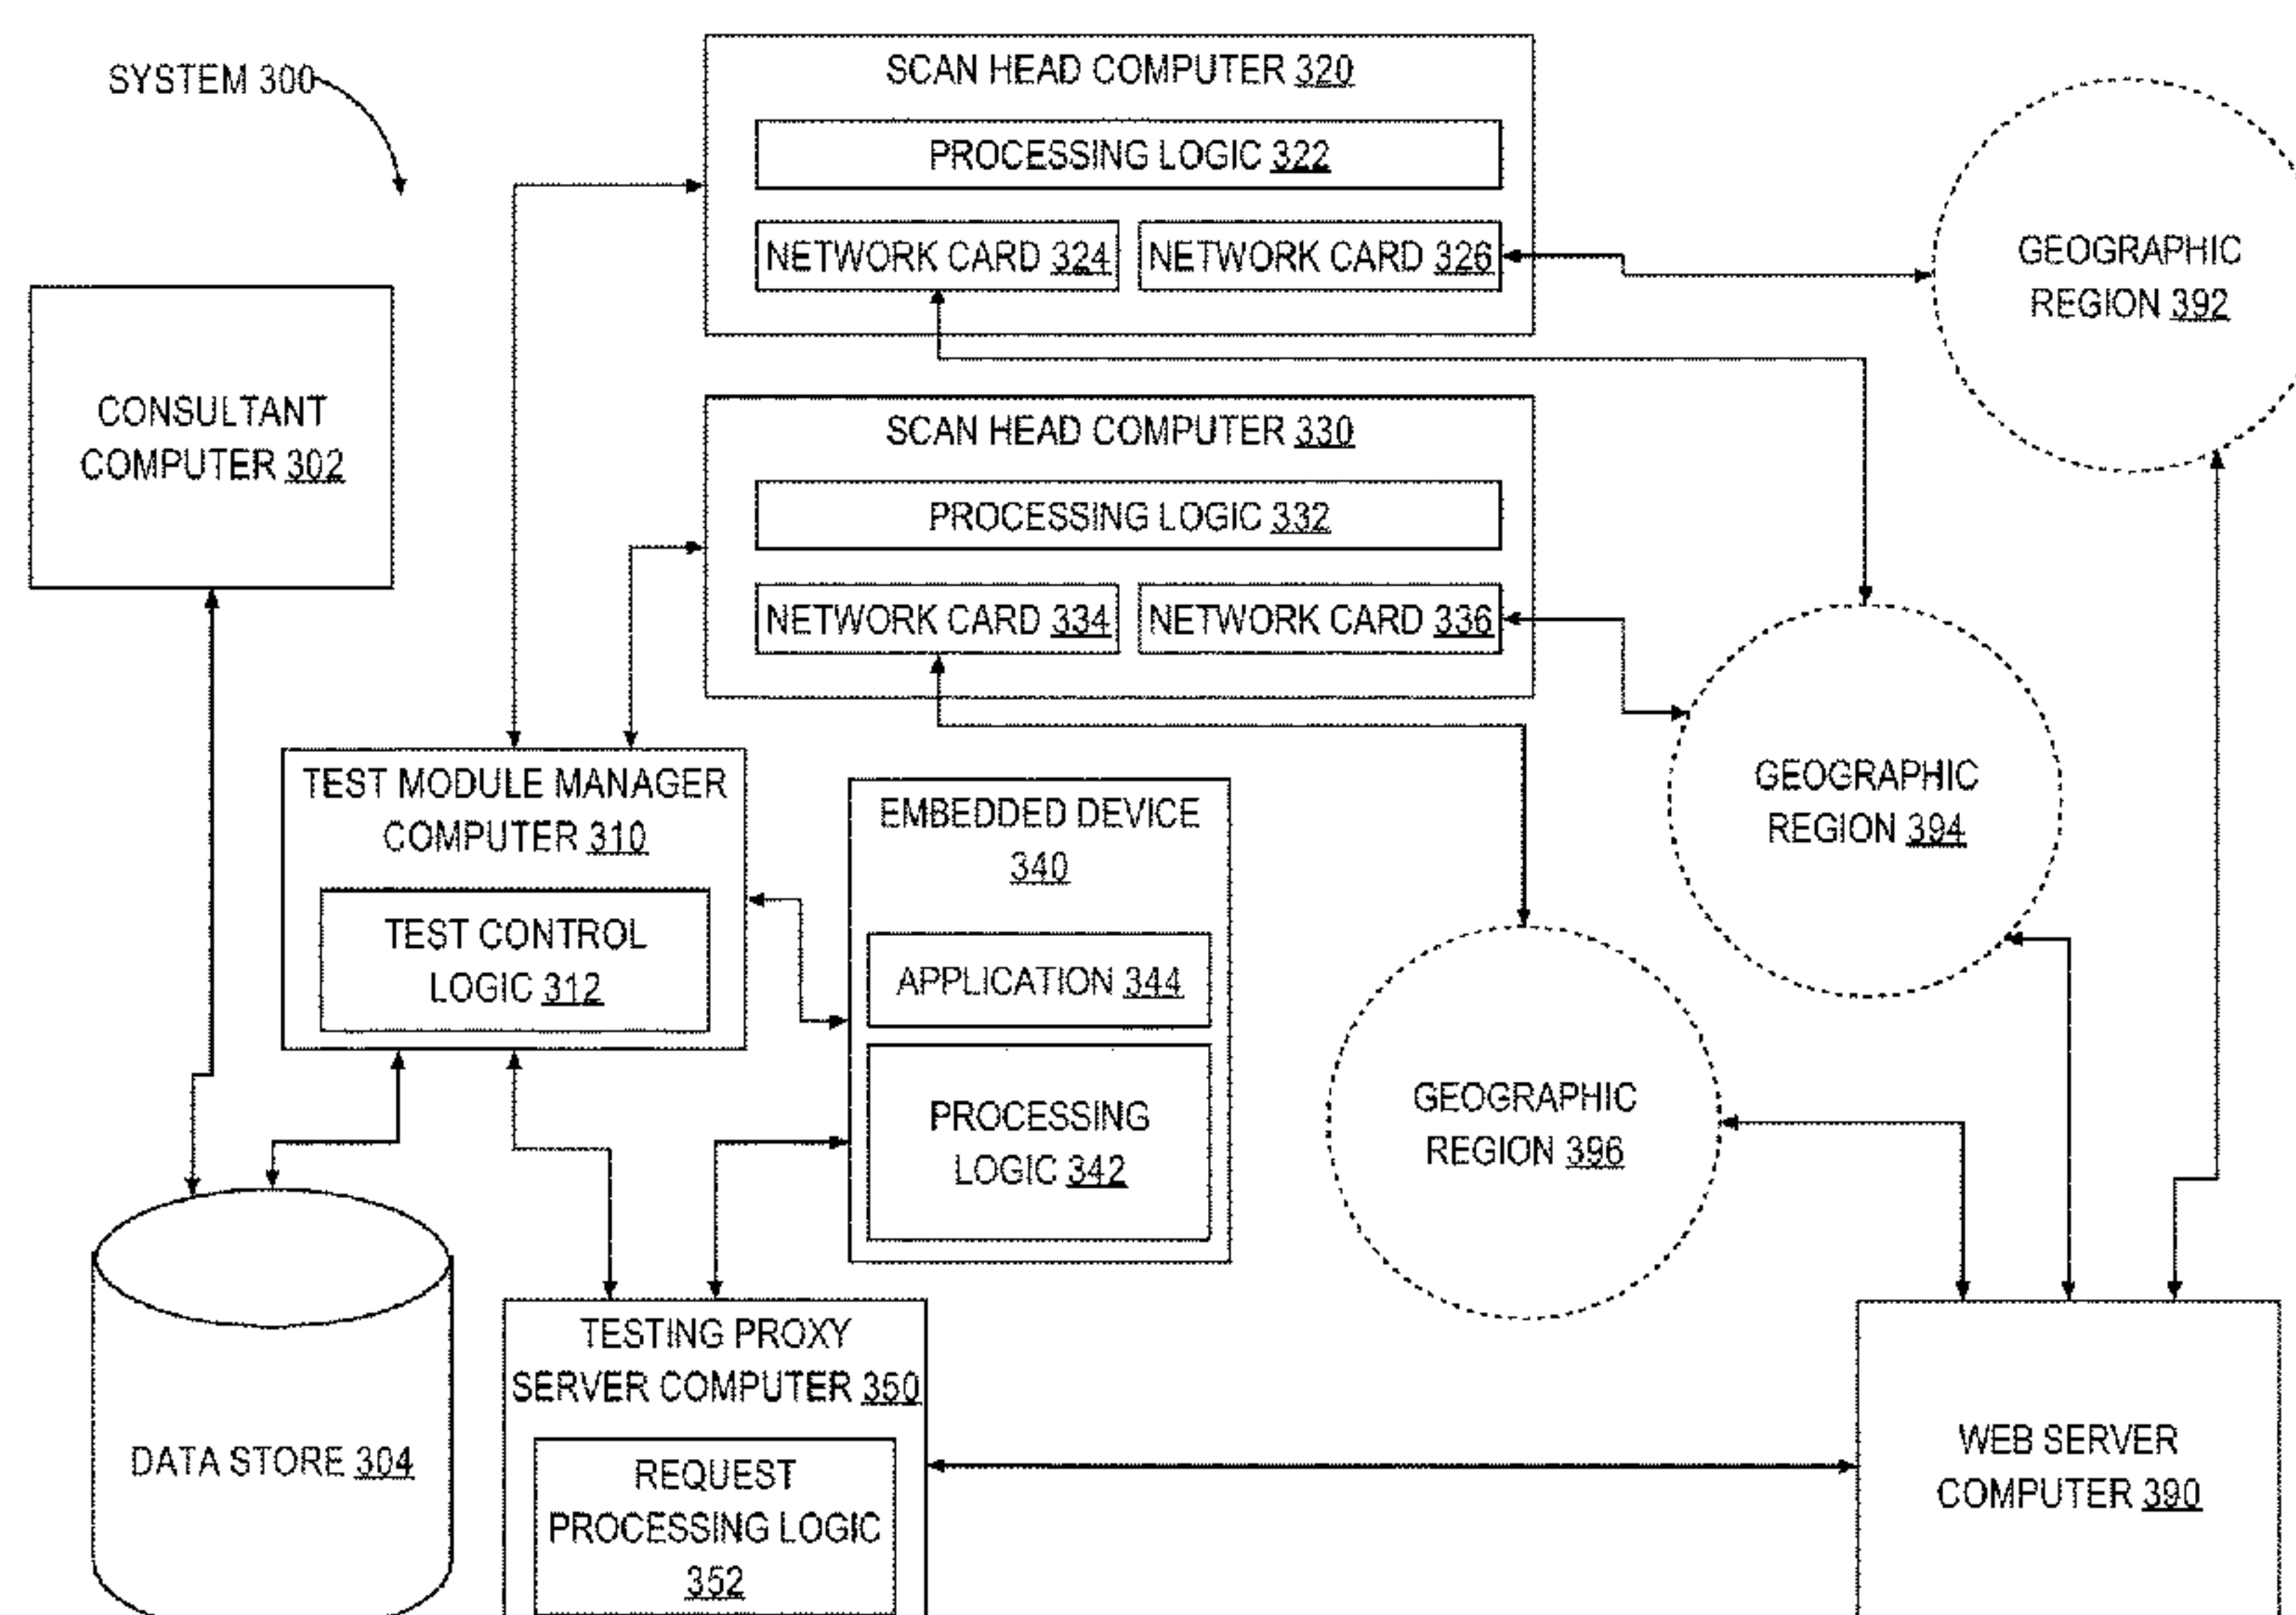 SYSTEM 300
SCAN HEAD COMPUTER 320
PROCESSING LOGIC 322
NETWORK CARD 324
NETWORK CARD 326
GEOGRAPHIC
REGION 392
CONSULTANT
COMPUTER 302
SCAN HEAD COMPUTER 330
PROCESSING LOGIC 332
NETWORK CARD 334
NETWORK CARD 336
TEST MODULE MANAGER
COMPUTER 310
TEST CONTROL
LOGIC 312
EMBEDDED DEVICE
340
APPLICATION 344
PROCESSING
LOGIC 342
GEOGRAPHIC
REGION 394
GEOGRAPHIC
REGION 396
DATA STORE 304
TESTING PROXY
SERVER COMPUTER 350
REQUEST
PROCESSING LOGIC
352
WEB SERVER
COMPUTER 390